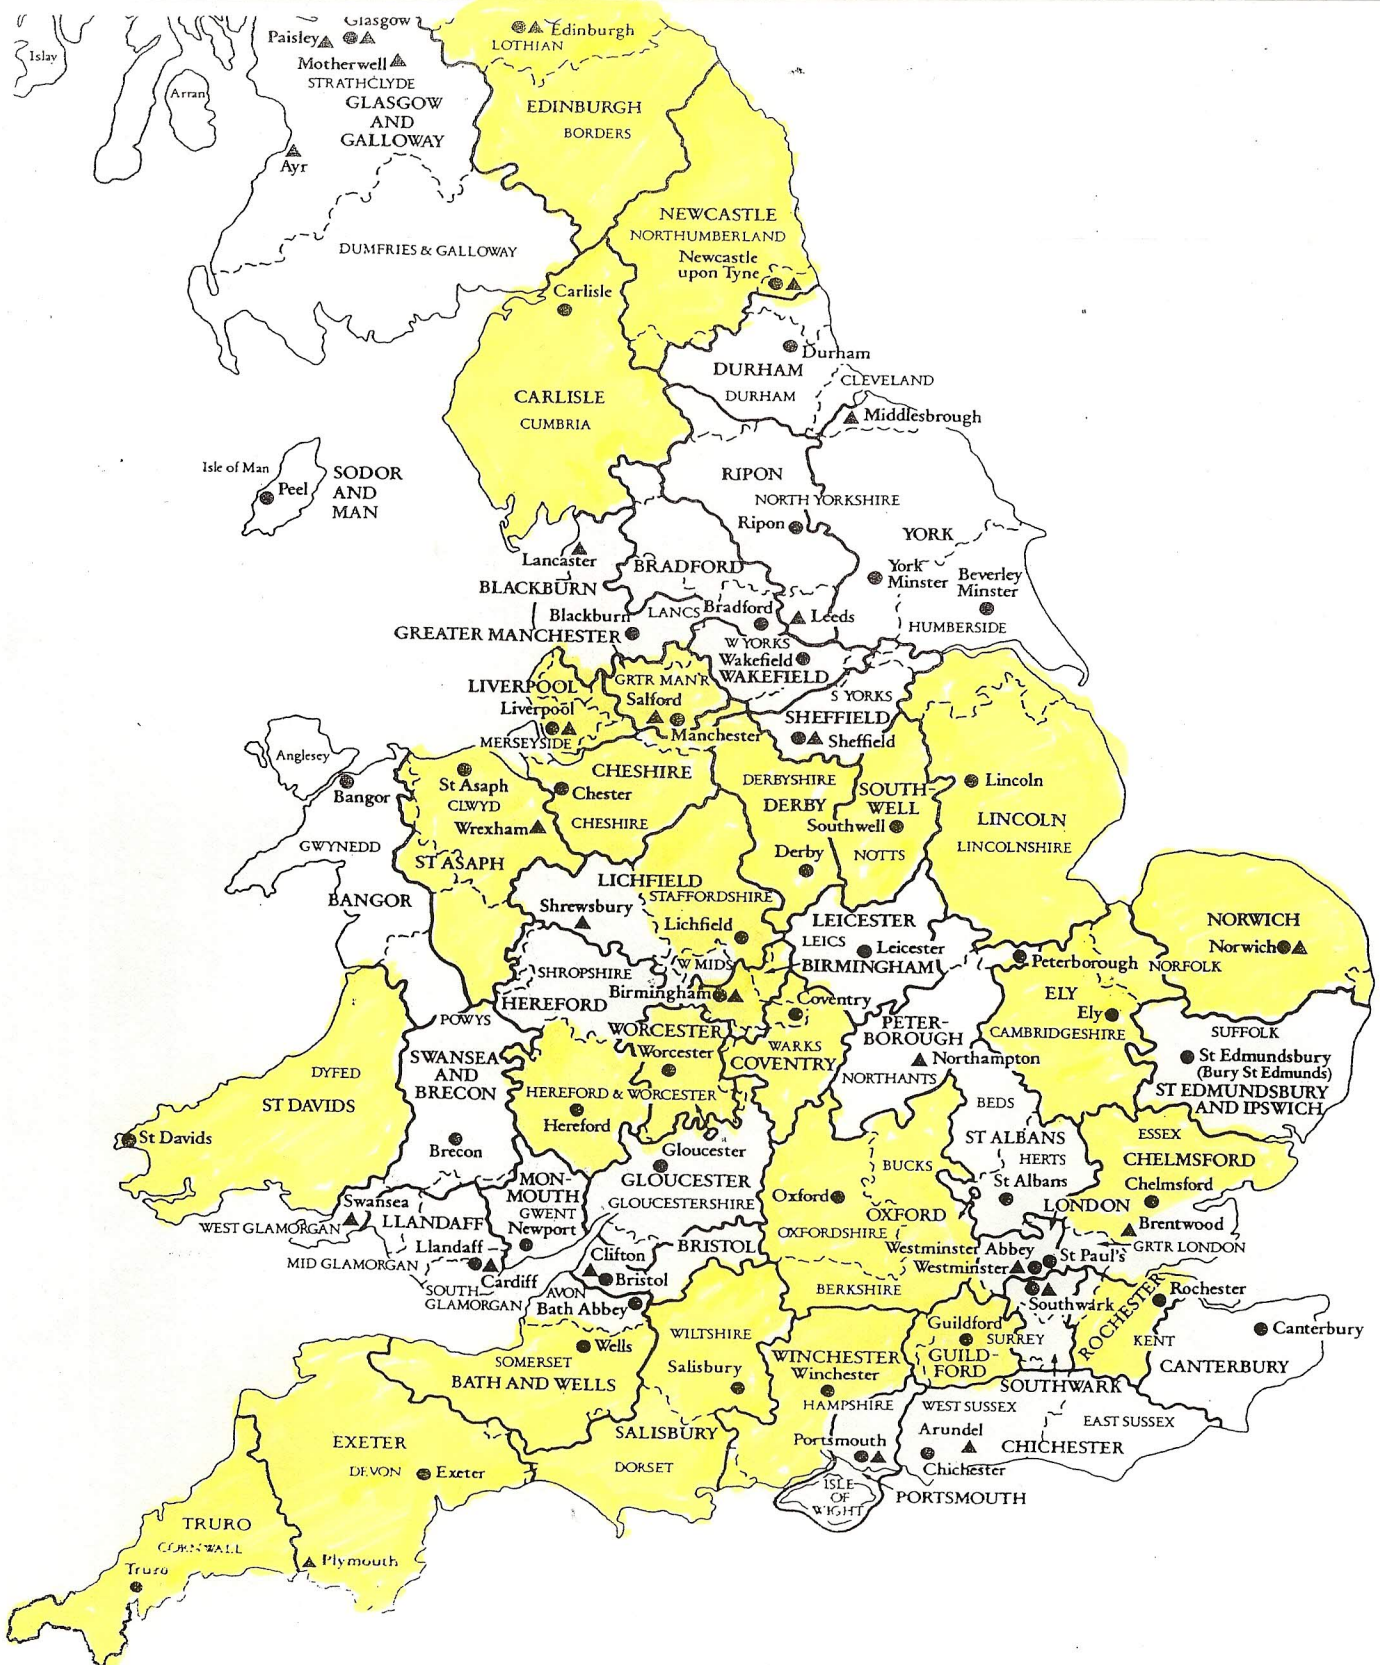 Glasgow
Paisley
Edinburgh
LOTHIAN
Islay
Motherwell
STRATHCLYDE
Arran
GLASGOW
AND
GALLOWAY
EDINBURGH
BORDERS
Ayr
NEWCASTLE
NORTHUMBERLAND
DUMFRIES & GALLOWAY
Newcastle
upon Tyne
Carlisle
Durham
DURHAM
DURHAM
CLEVELAND
CARLISLE
CUMBRIA
Middlesbrough
Isle of Man
Peel
SODOR
AND
MAN
RIPON
NORTH YORKSHIRE
Ripon
YORK
Lancaster
BLACKBURN
BRADFORD
York
Minster
Beverley
Minster
Blackburn
LANCS
Bradford
Leeds
HUMBERSIDE
GREATER MANCHESTER
W YORKS
Wakefield
WAKEFIELD
LIVERPOOL
Liverpool
GRTR MAN'R
Salford
S YORKS
SHEFFIELD
Sheffield
MERSEYSIDE
Manchester
Anglesey
Bangor
St Asaph
CLWYD
Wrexham
ST ASAPH
CHESHIRE
Chester
CHESHIRE
DERBYSHIRE
DERBY
Derby
SOUTH-
WELL
Southwell
NOTTS
Lincoln
LINCOLN
LINCOLNSHIRE
GWYNEDD
BANGOR
LICHFIELD
STAFFORDSHIRE
Shrewsbury
Lichfield
LEICESTER
LEICS
Leicester
NORWICH
Norwich
NORFOLK
SHROPSHIRE
W MIDS
BIRMINGHAM
Birmingham
Peterborough
HEREFORD
Coventry
ELY
Ely
CAMBRIDGESHIRE
POWYS
WORCESTER
Worcester
WARKS
COVENTRY
PETER-
BOROUGH
Northampton
NORTHANTS
SUFFOLK
St Edmundsbury
(Bury St Edmunds)
ST EDMUNDSBURY
AND IPSWICH
DYFED
ST DAVIDS
St Davids
SWANSEA
AND
BRECON
Brecon
HEREFORD & WORCESTER
Hereford
BEDS
ST ALBANS
HERTS
St Albans
ESSEX
CHELMSFORD
Chelmsford
Gloucester
GLOUCESTER
GLOUCESTERSHIRE
BUCKS
Oxford
OXFORD
OXFORDSHIRE
LONDON
Brentwood
GRTR LONDON
Swansea
WEST GLAMORGAN
LLANDAFF
Llandaff
MID GLAMORGAN
Cardiff
SOUTH
GLAMORGAN
MON-
MOUTH
GWENT
Newport
BRISTOL
Clifton
Bristol
AVON
Bath Abbey
Westminster Abbey
Westminster
St Paul's
Southwark
BERKSHIRE
ROCHESTER
Rochester
KENT
Canterbury
CANTERBURY
Wells
SOMERSET
BATH AND WELLS
WILTSHIRE
Salisbury
WINCHESTER
Winchester
HAMPSHIRE
Guildford
SURREY
GUILD-
FORD
SOUTHWARK
WEST SUSSEX
EAST SUSSEX
Arundel
CHICHESTER
Chichester
EXETER
DEVON
Exeter
SALISBURY
DORSET
Portsmouth
ISLE
OF
WIGHT
PORTSMOUTH
TRURO
CORNWALL
Truro
Plymouth